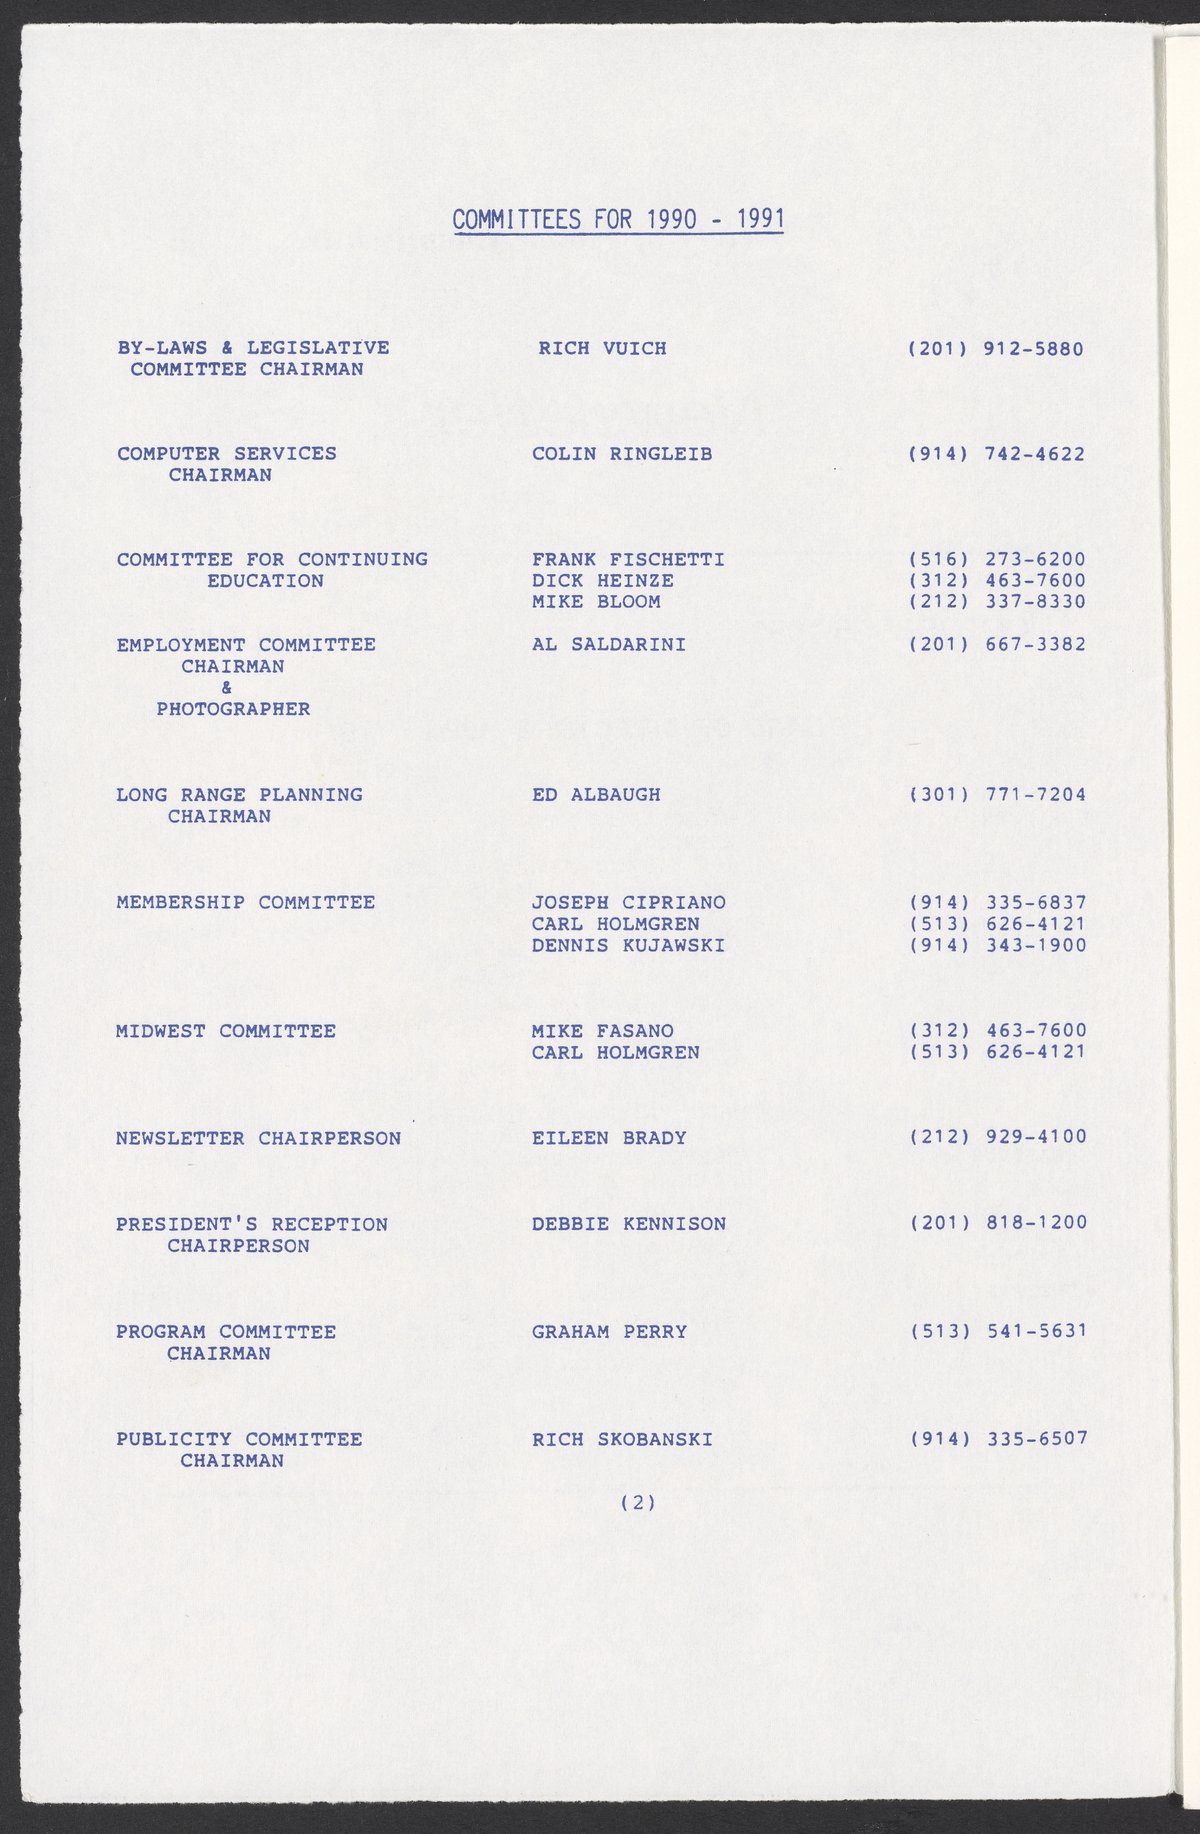 COMMITTEES FOR 1990 - 1991
BY-LAWS & LEGISLATIVE RICH VUICH (201) 912-5880
COMMITTEE CHAIRMAN
COMPUTER SERVICES COLIN RINGLEIB (914) 742-4622
CHAIRMAN
COMMITTEE FOR CONTINUING FRANK FISCHETTI (516) 273-6200
EDUCATION DICK HEINZE (312) 463-7600
MIKE BLOOM (212) 337-8330
EMPLOYMENT COMMITTEE AL SALDARINI (201) 667-3382
CHAIRMAN
&
PHOTOGRAPHER
LONG RANGE PLANNING ED ALBAUGH (301) 771-7204
CHAIRMAN
MEMBERSHIP COMMITTEE JOSEPH CIPRIANO (914) 335-6837
CARL HOLMGREN (513) 626-4121
DENNIS KUJAWSKI (914) 343-1900
MIDWEST COMMITTEE MIKE FASANO (312) 463-7600
CARL HOLMGREN (513) 626-4121
NEWSLETTER CHAIRPERSON EILEEN BRADY (212) 929-4100
PRESIDENT'S RECEPTION DEBBIE KENNISON (201) 818-1200
CHAIRPERSON
PROGRAM COMMITTEE GRAHAM PERRY (513) 541-5631
CHAIRMAN
PUBLICITY COMMITTEE RICH SKOBANSKI (914) 335-6507
CHAIRMAN
(2)